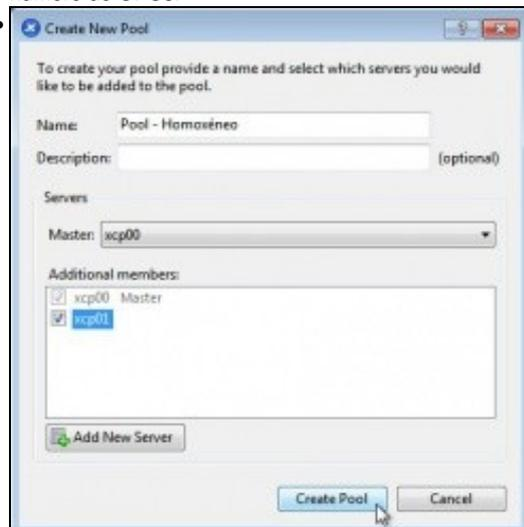 Create New Pool
To create your pool provide a name and select which servers you would
like to be added to the pool.
Name: Pool - Homoxéneo
Description: (optional)
Servers
Master: xcp00
Additional members:
xcp00 Master
xcp01
Add New Server
Create Pool Cancel